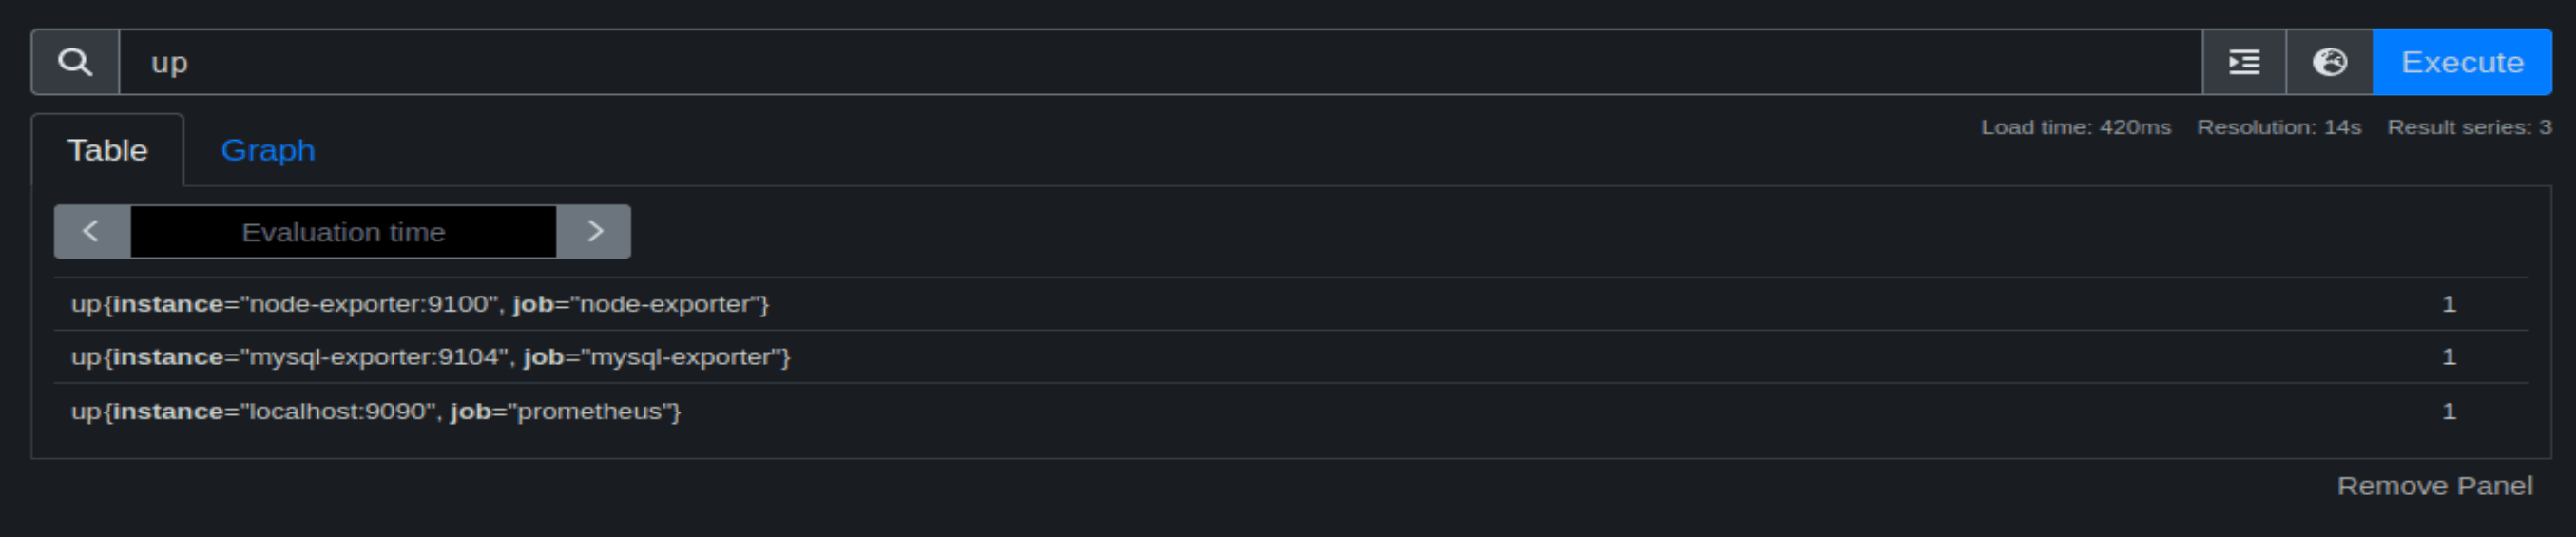 up
Execute
Table
Graph
Load time: 420ms Resolution: 14s Result series: 3
Evaluation time
up{instance="node-exporter:9100", job="node-exporter"} 1
up{instance="mysql-exporter:9104", job="mysql-exporter"} 1
up{instance="localhost:9090", job="prometheus"} 1
Remove Panel